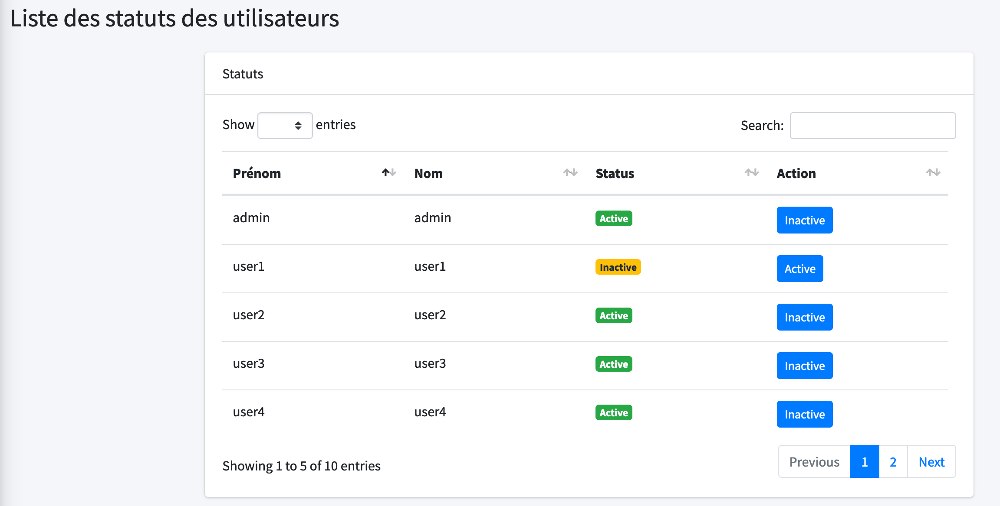 Liste des statuts des utilisateurs
Statuts
Show entries Search:
Prénom Nom Status Action
admin admin Active Inactive
user1 user1 Inactive Active
user2 user2 Active Inactive
user3 user3 Active Inactive
user4 user4 Active Inactive
Showing 1 to 5 of 10 entries Previous 1 2 Next